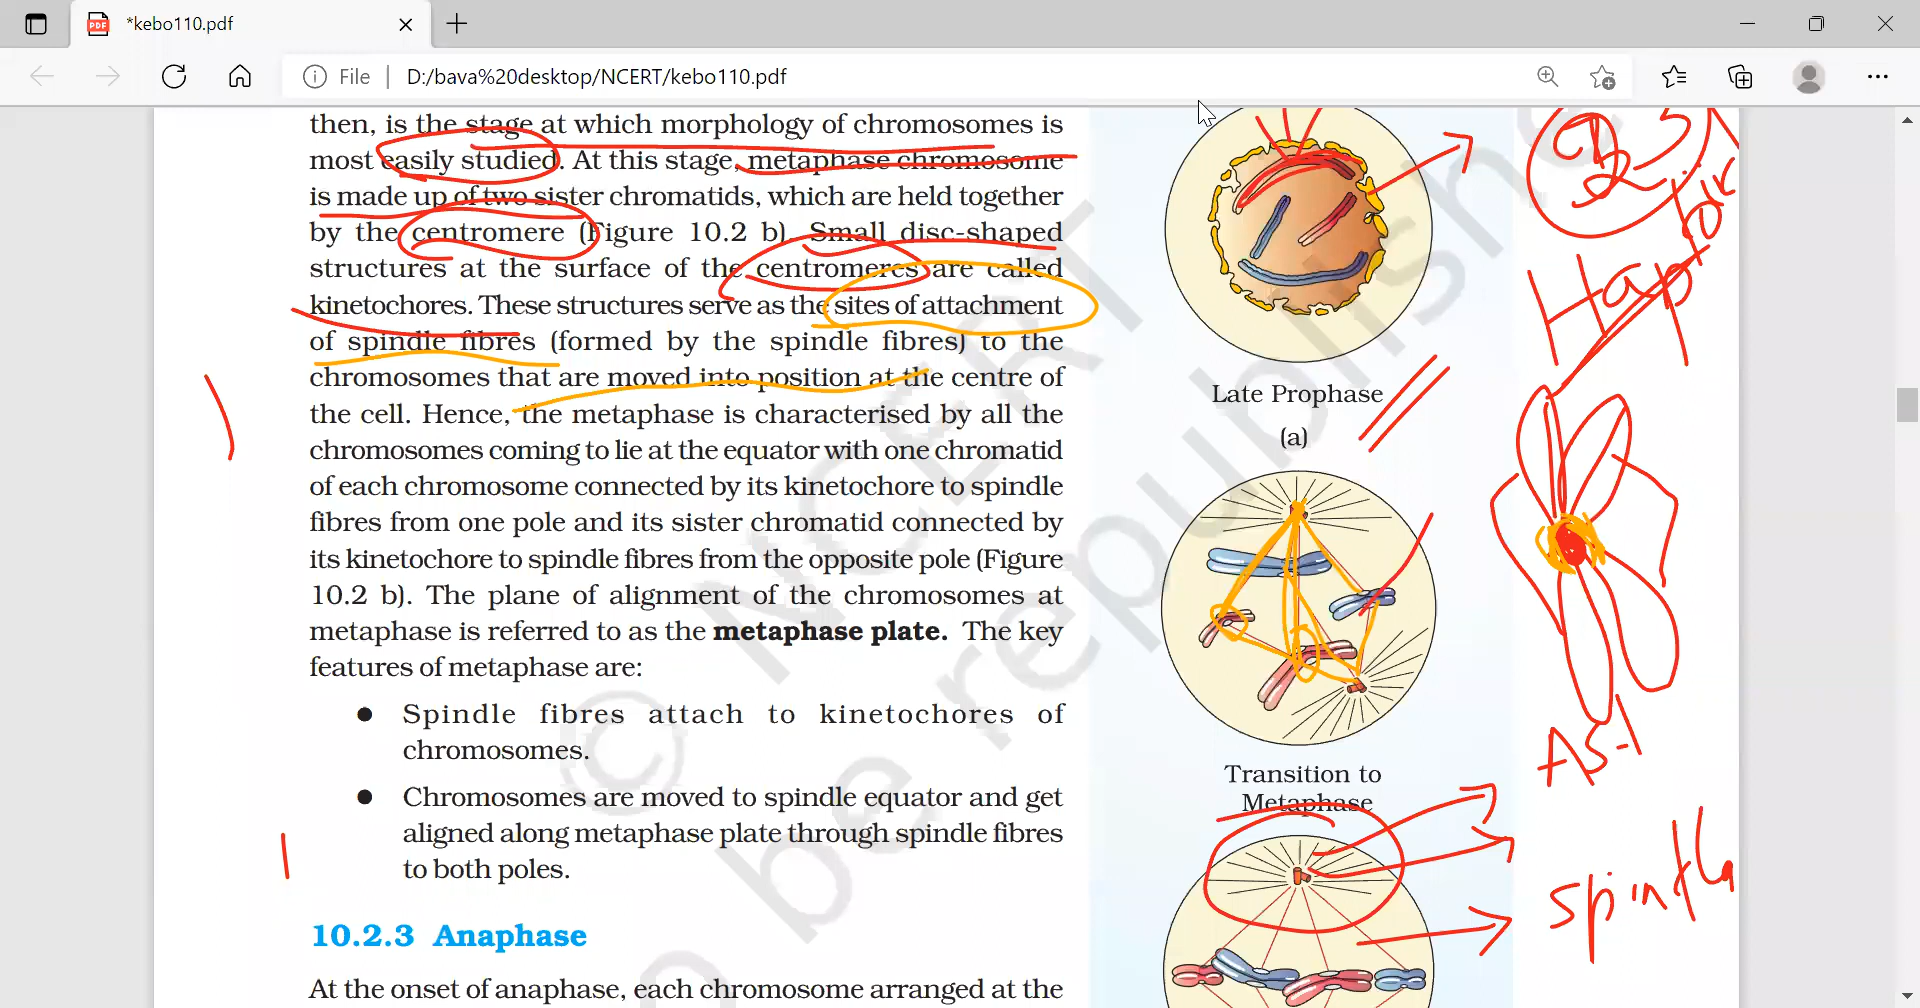 *kebo110.pdf
File
D:/bava%20desktop/NCERT/kebo110.pdf
then, is the stage at which morphology of chromosomes is
most easily studied. At this stage, metaphase chromosome
is made up of two sister chromatids, which are held together
by the centromere (Figure 10.2 b). Small disc-shaped
structures at the surface of the centromeres are called
kinetochores. These structures serve as the sites of attachment
of spindle fibres (formed by the spindle fibres) to the
chromosomes that are moved into position at the centre of
the cell. Hence, the metaphase is characterised by all the
chromosomes coming to lie at the equator with one chromatid
of each chromosome connected by its kinetochore to spindle
fibres from one pole and its sister chromatid connected by
its kinetochore to spindle fibres from the opposite pole (Figure
10.2 b). The plane of alignment of the chromosomes at
metaphase is referred to as the metaphase plate. The key
features of metaphase are:
● Spindle fibres attach to kinetochores of
chromosomes.
● Chromosomes are moved to spindle equator and get
aligned along metaphase plate through spindle fibres
to both poles.
10.2.3 Anaphase
At the onset of anaphase, each chromosome arranged at the
Late Prophase
(a)
Transition to
Metaphase
© NCERT
be republishe